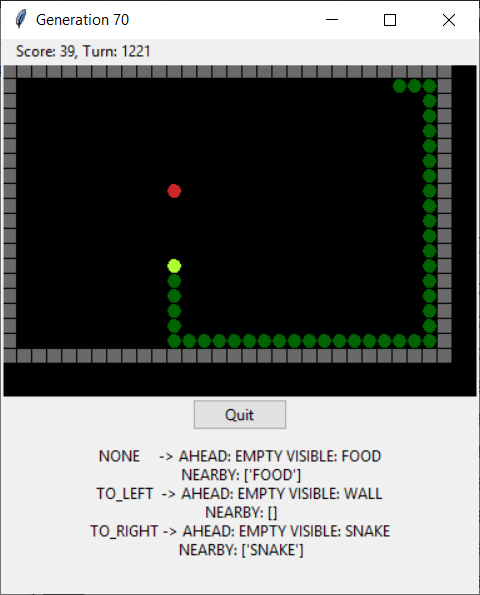 Generation 70
Score: 39, Turn: 1221
Quit
NONE -> AHEAD: EMPTY VISIBLE: FOOD
NEARBY: ['FOOD']
TO_LEFT -> AHEAD: EMPTY VISIBLE: WALL
NEARBY: []
TO_RIGHT -> AHEAD: EMPTY VISIBLE: SNAKE
NEARBY: ['SNAKE']